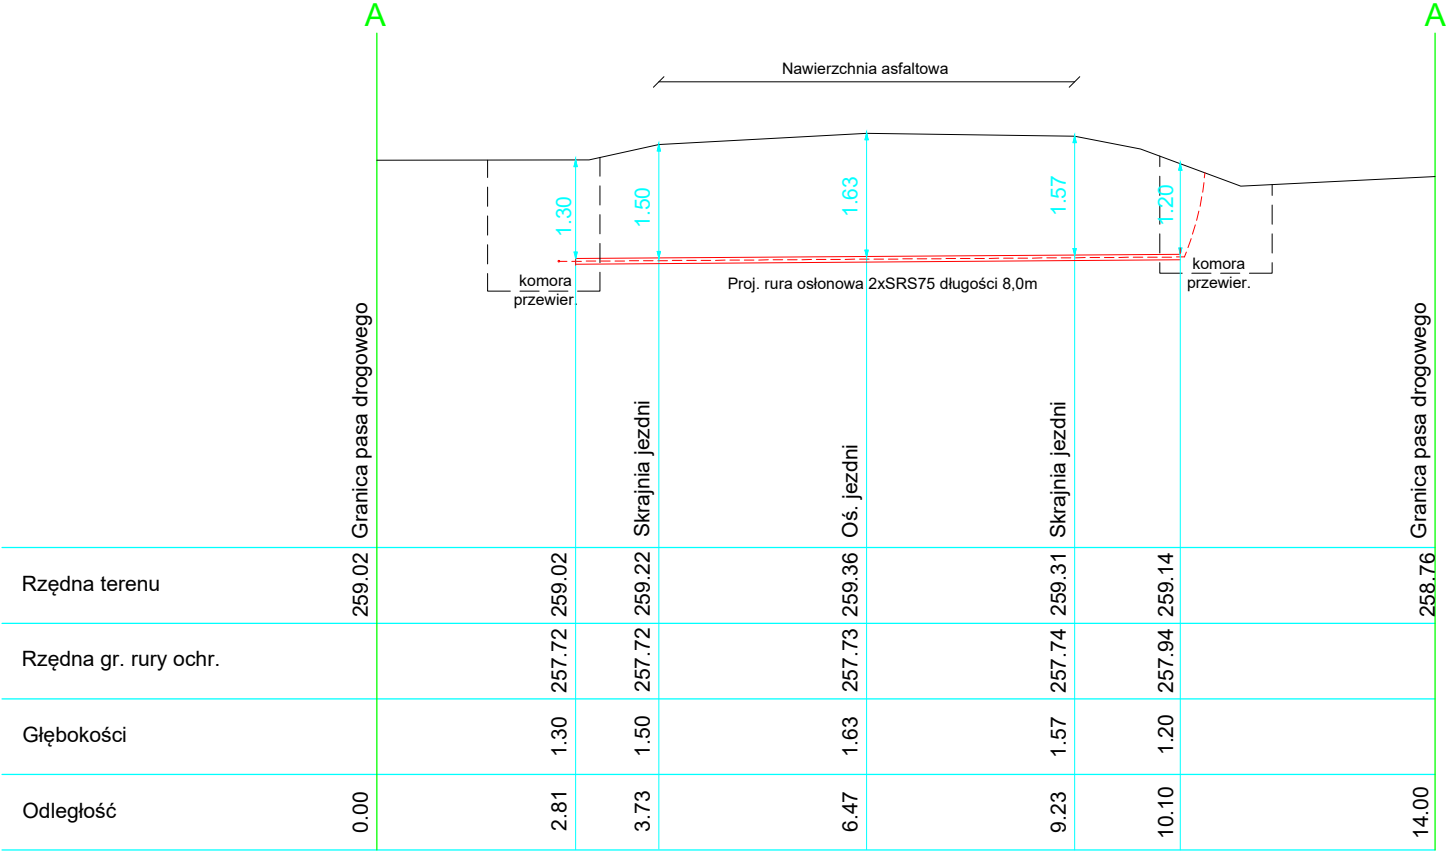 A A
Nawierzchnia asfaltowa
1.30
1.50
1.63
1.57
1.20
komora
przewier.
Proj. rura osłonowa 2xSRS75 długości 8,0m
komora
przewier.
Granica pasa drogowego
Skrajnia jezdni
Oś. jezdni
Skrajnia jezdni
Granica pasa drogowego
Rzędna terenu 259.02 259.02 259.22 259.36 259.31 259.14 258.76
Rzędna gr. rury ochr. 257.72 257.72 257.73 257.74 257.94
Głębokości 1.30 1.50 1.63 1.57 1.20
Odległość 0.00 2.81 3.73 6.47 9.23 10.10 14.00